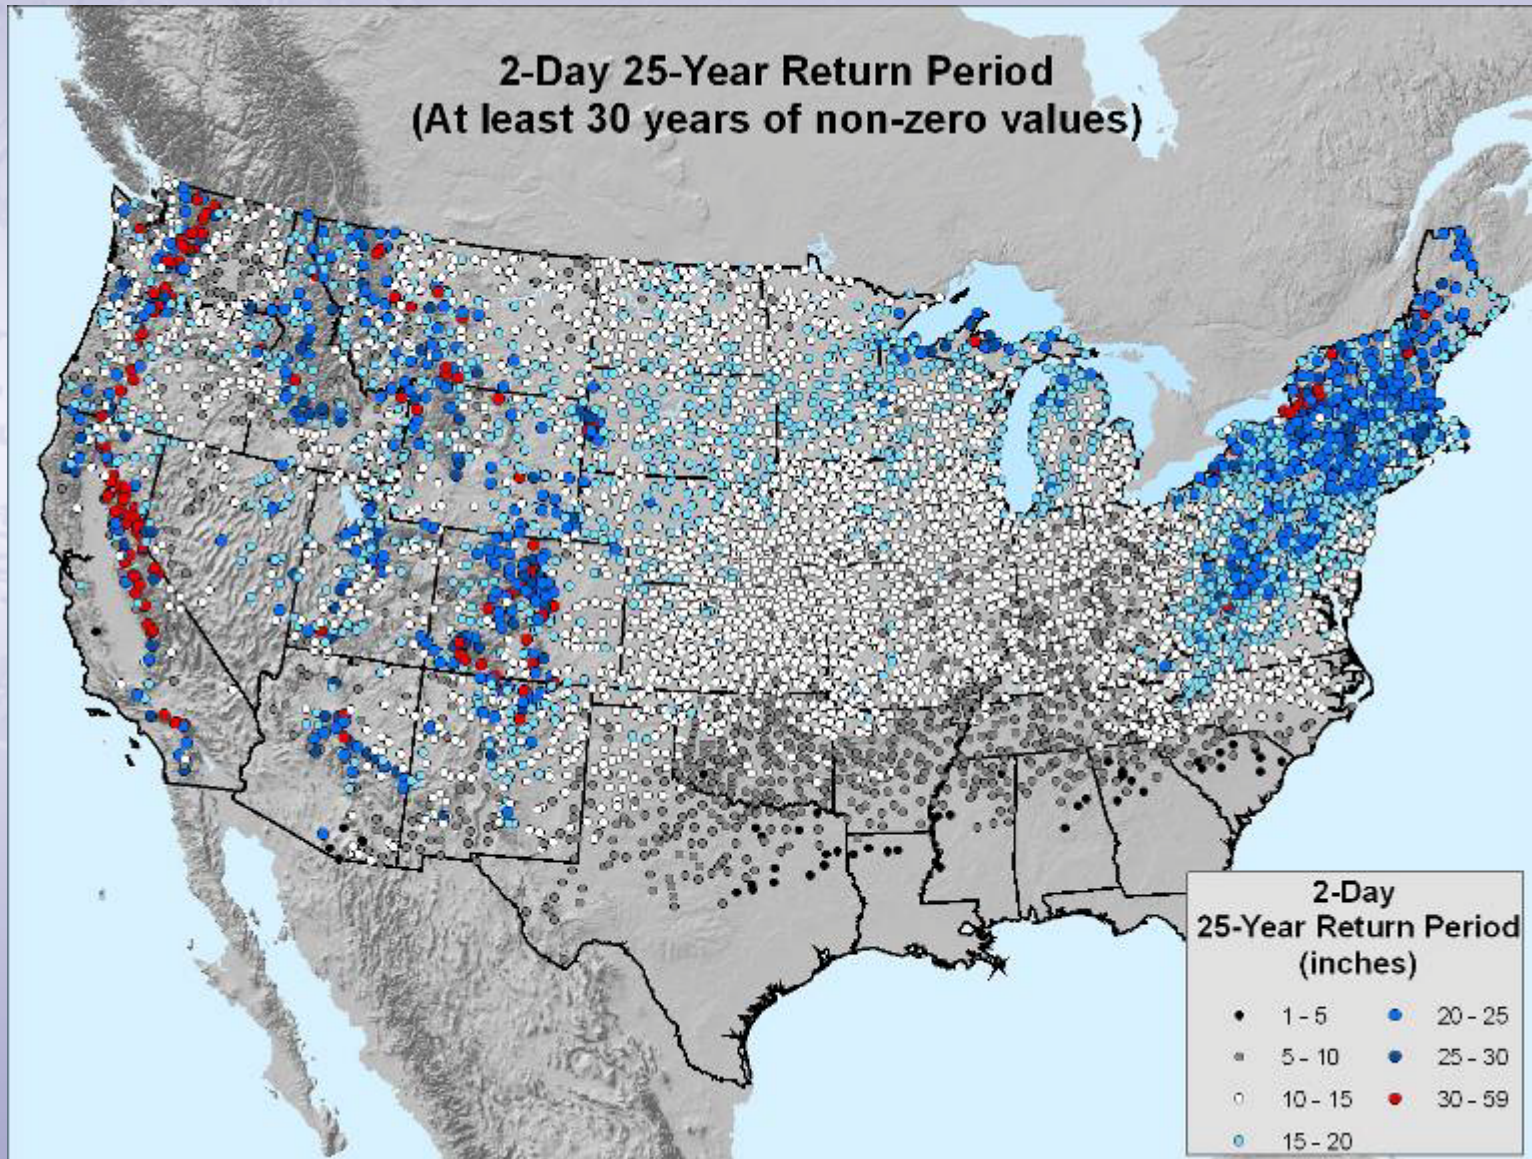 2-Day 25-Year Return Period
(At least 30 years of non-zero values)
2-Day
25-Year Return Period
(inches)
1 - 5
20 - 25
5 - 10
25 - 30
10 - 15
30 - 59
15 - 20